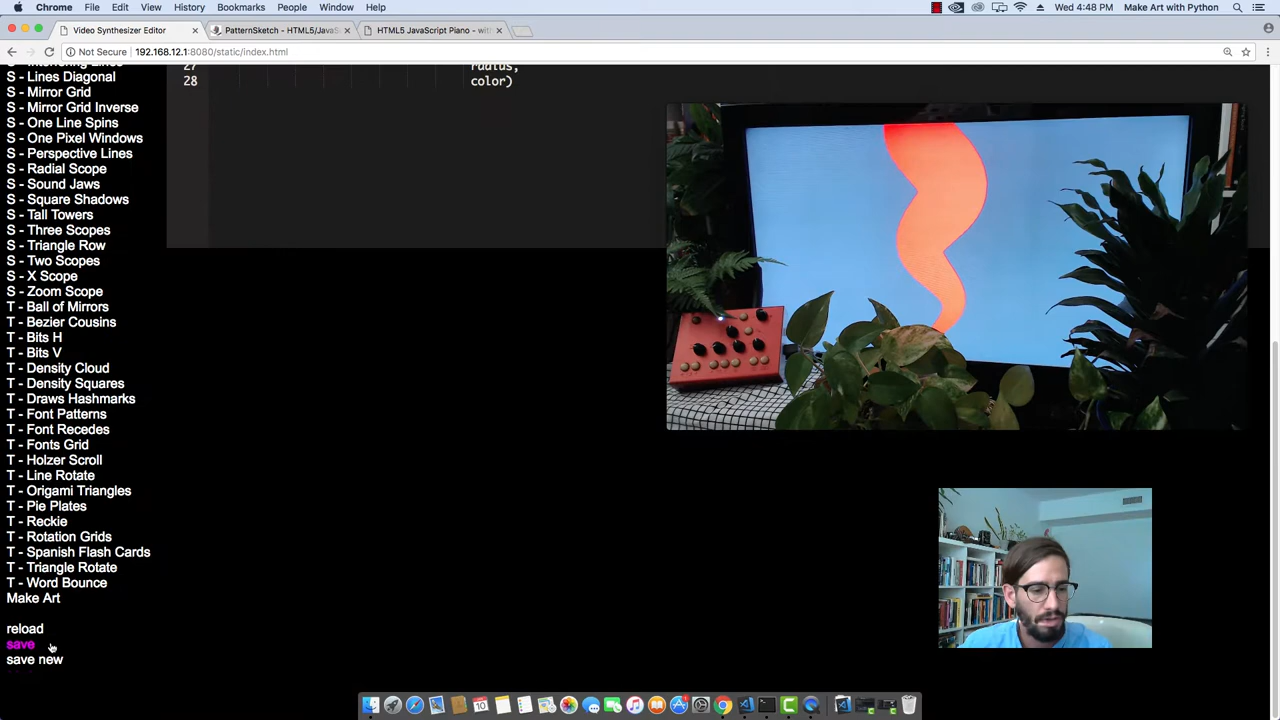 Chrome File Edit View History Bookmarks People Window Help Wed 4:48 PM Make Art with Python
Video Synthesizer Editor PatternSketch - HTML5/JavaS HTML5 JavaScript Piano - with
Not Secure 192.168.12.1:8080/static/index.html
S - Lines Diagonal
S - Mirror Grid
S - Mirror Grid Inverse
S - One Line Spins
S - One Pixel Windows
S - Perspective Lines
S - Radial Scope
S - Sound Jaws
S - Square Shadows
S - Tall Towers
S - Three Scopes
S - Triangle Row
S - Two Scopes
S - X Scope
S - Zoom Scope
T - Ball of Mirrors
T - Bezier Cousins
T - Bits H
T - Bits V
T - Density Cloud
T - Density Squares
T - Draws Hashmarks
T - Font Patterns
T - Font Recedes
T - Fonts Grid
T - Holzer Scroll
T - Line Rotate
T - Origami Triangles
T - Pie Plates
T - Reckie
T - Rotation Grids
T - Spanish Flash Cards
T - Triangle Rotate
T - Word Bounce
Make Art
reload
save
save new
27 radius,
28 color)